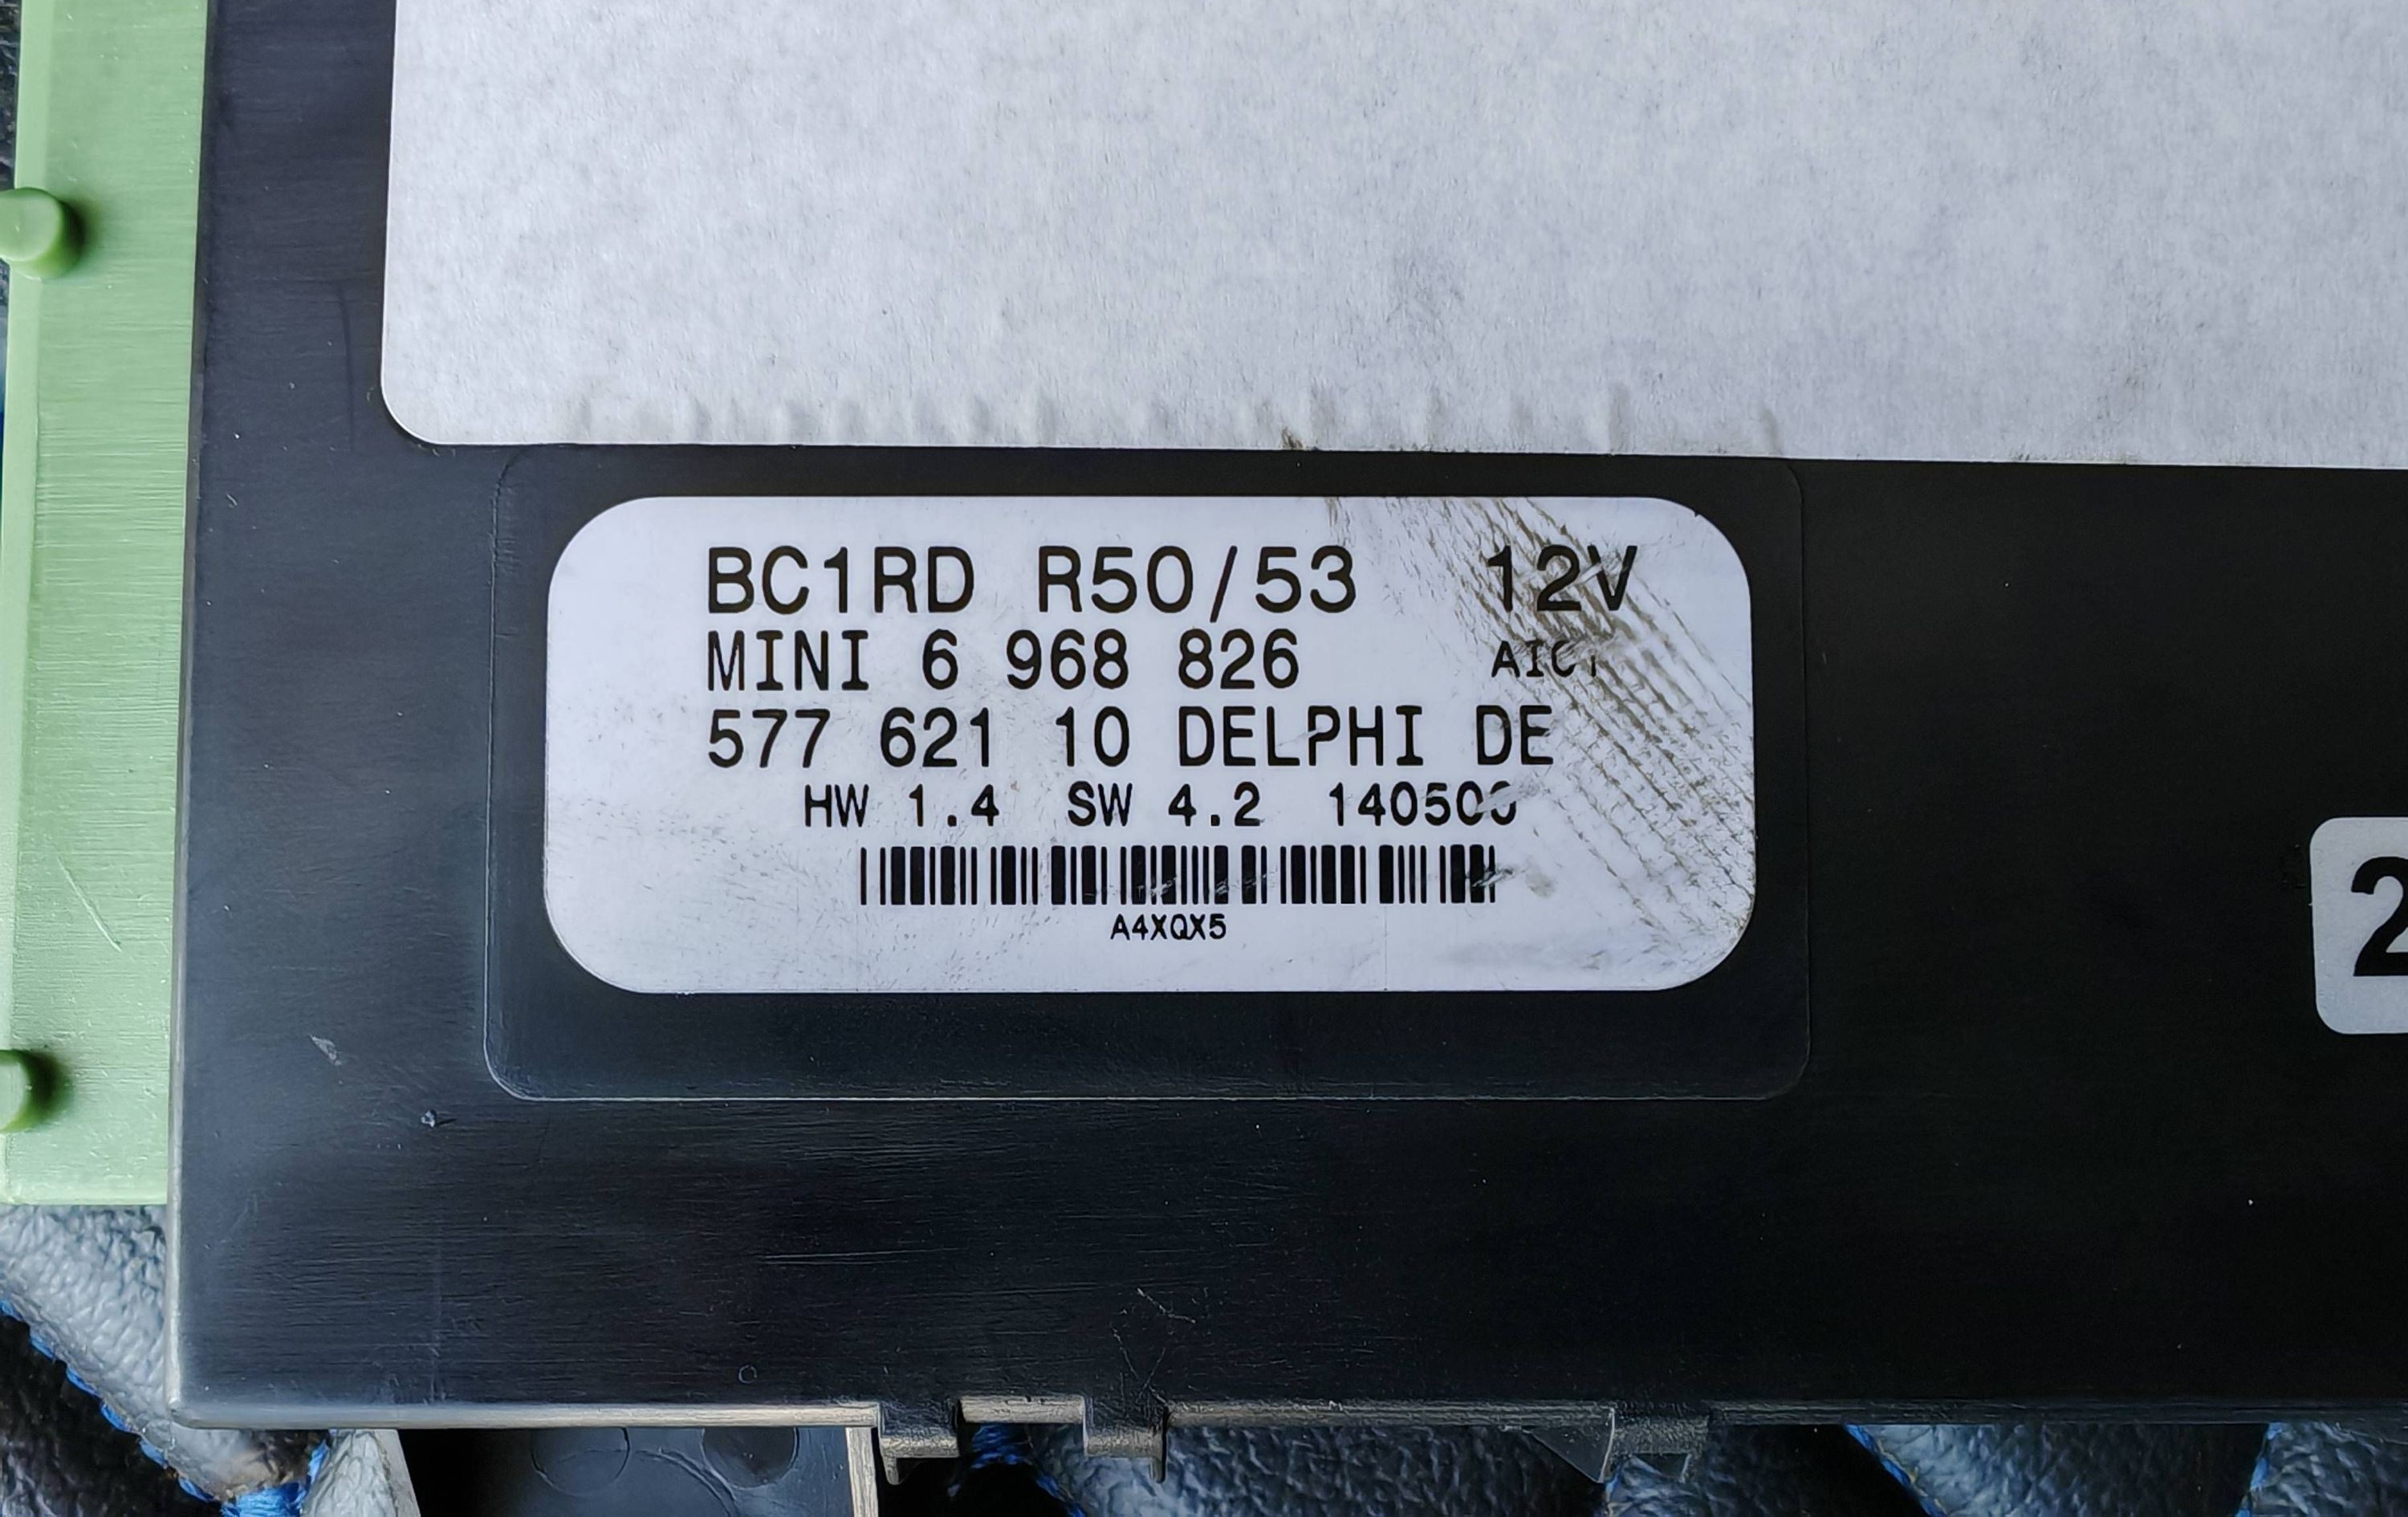 BC1RD R50/53 12V
MINI 6 968 826
577 621 10 DELPHI DE
HW 1.4 SW 4.2
A4XQX5
2